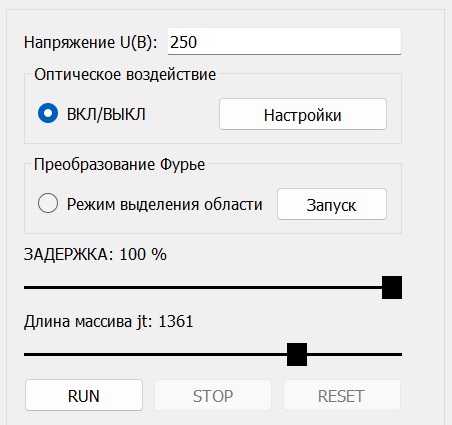 Напряжение U(В): 250
Оптическое воздействие
ВКЛ/ВЫКЛ Настройки
Преобразование Фурье
Режим выделения области Запуск
ЗАДЕРЖКА: 100 %
Длина массива jt: 1361
RUN STOP RESET